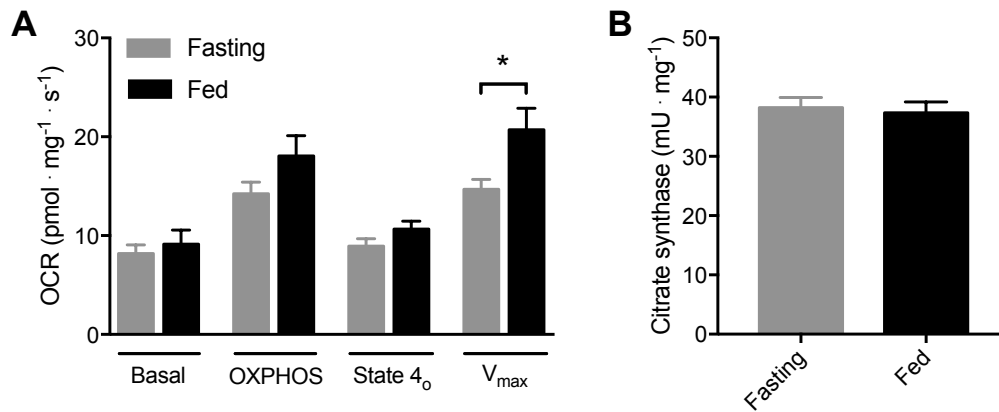 A
OCR (pmol · mg⁻¹ · s⁻¹)
30
20
10
0
Fasting
Fed
*
Basal
OXPHOS
State 4ₒ
Vₘₐₓ
B
Citrate synthase (mU · mg⁻¹)
50
40
30
20
10
0
Fasting
Fed